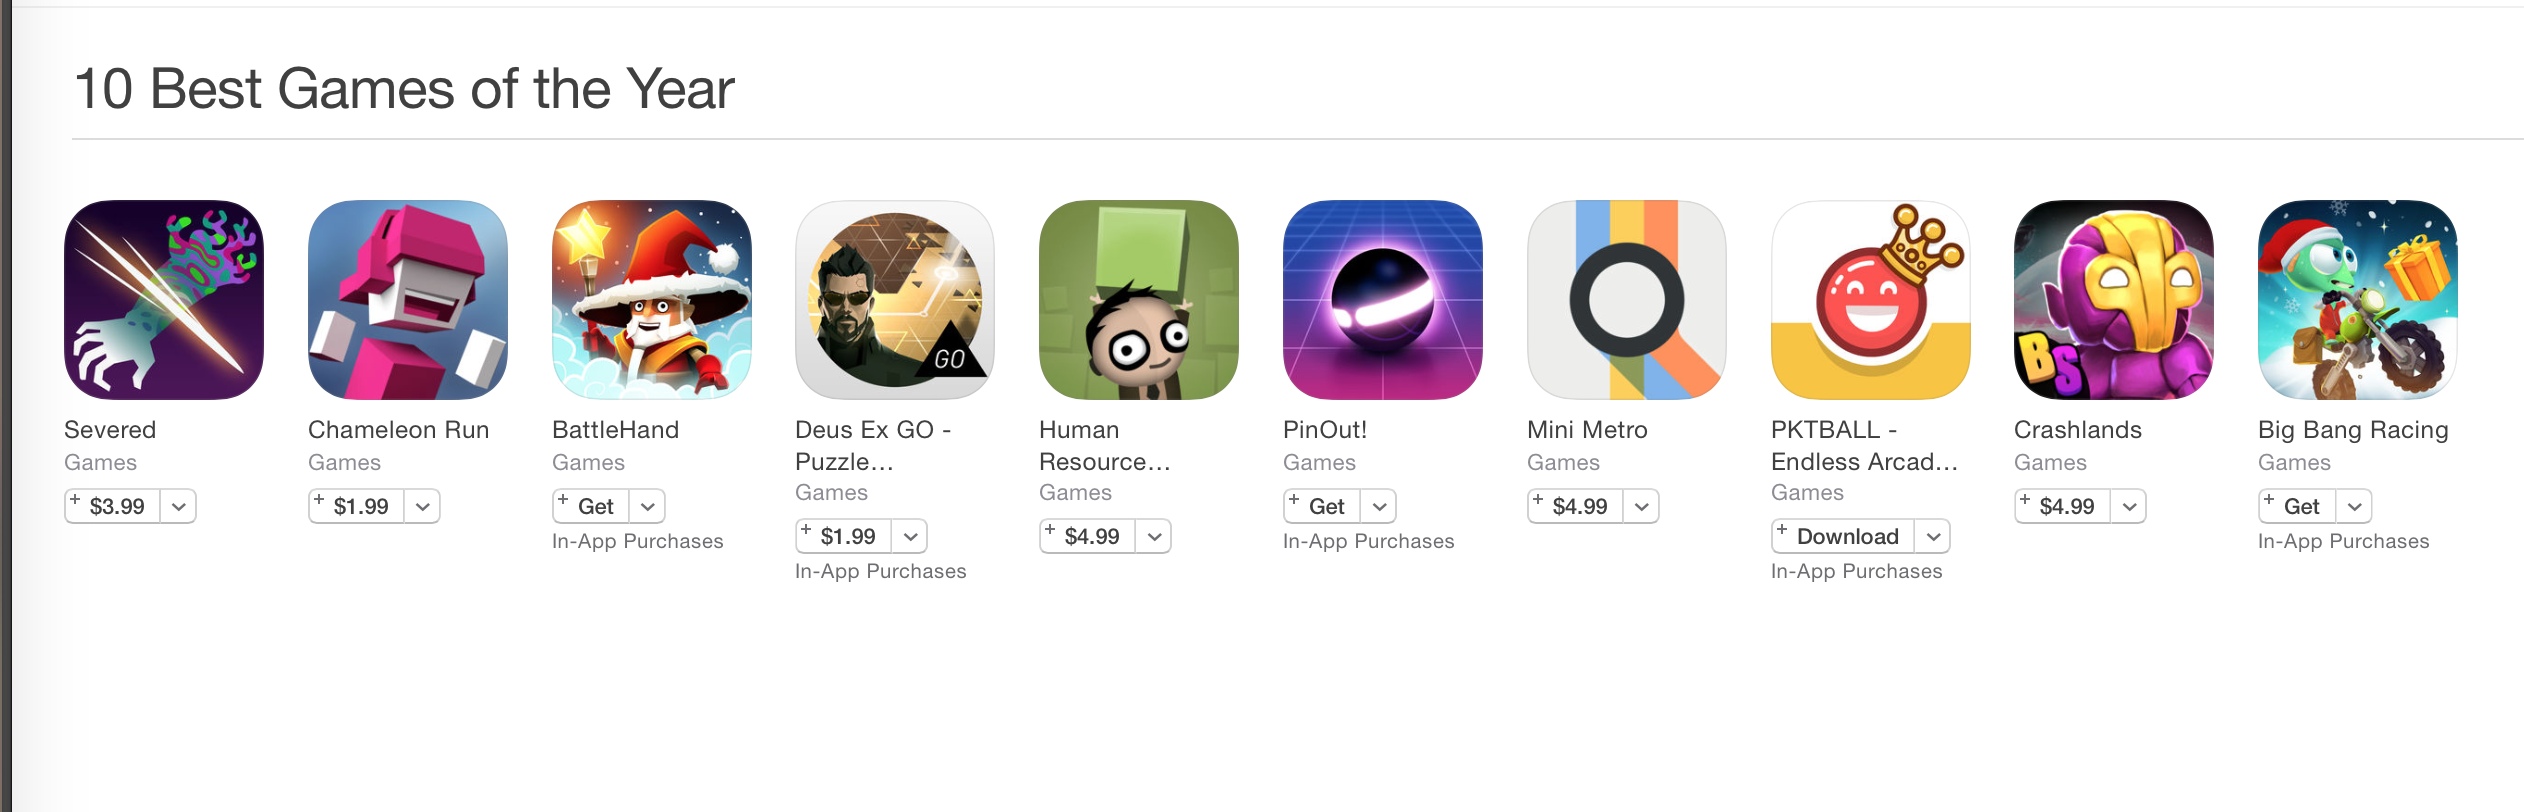 10 Best Games of the Year
GO
BS
Severed
Games
+ $3.99
Chameleon Run
Games
+ $1.99
BattleHand
Games
+ Get
In-App Purchases
Deus Ex GO -
Puzzle...
Games
+ $1.99
In-App Purchases
Human
Resource...
Games
+ $4.99
PinOut!
Games
+ Get
In-App Purchases
Mini Metro
Games
+ $4.99
PKTBALL -
Endless Arcad...
Games
+ Download
In-App Purchases
Crashlands
Games
+ $4.99
Big Bang Racing
Games
+ Get
In-App Purchases